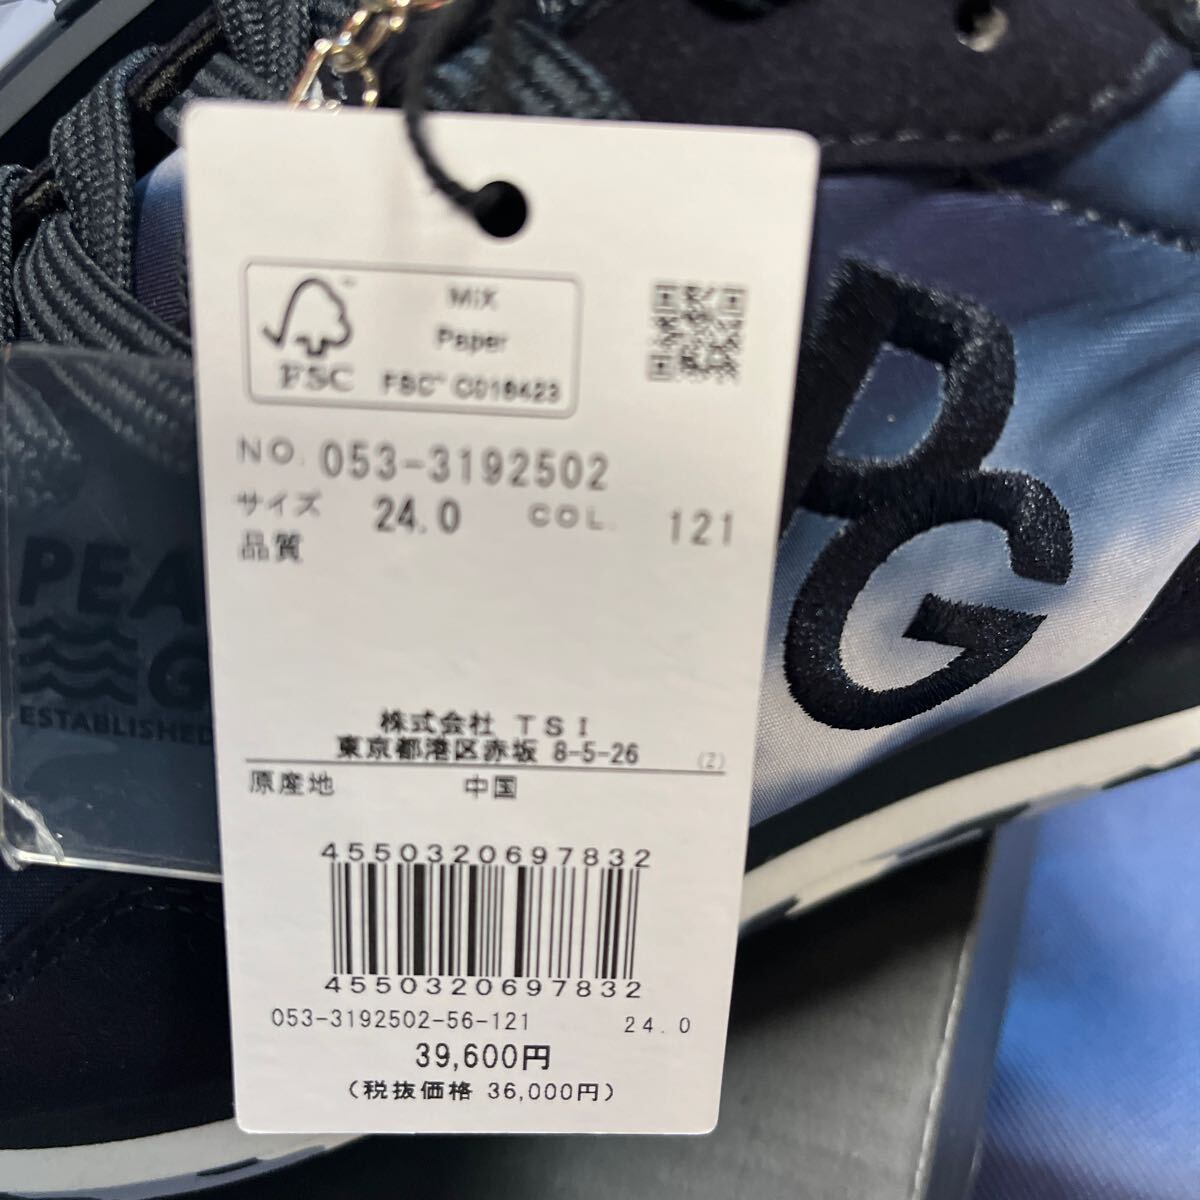 MIX
Paper
FSC
FSC™ C018423
NO. 053-3192502
サイズ 24.0 COL. 121
品質
株式会社 TSI
東京都港区赤坂 8-5-26 (Z)
原産地 中国
4550320697832
4550320697832
053-3192502-56-121 24.0
39,600円
(税抜価格 36,000円)
PEA
G
ESTABLISHED
PG